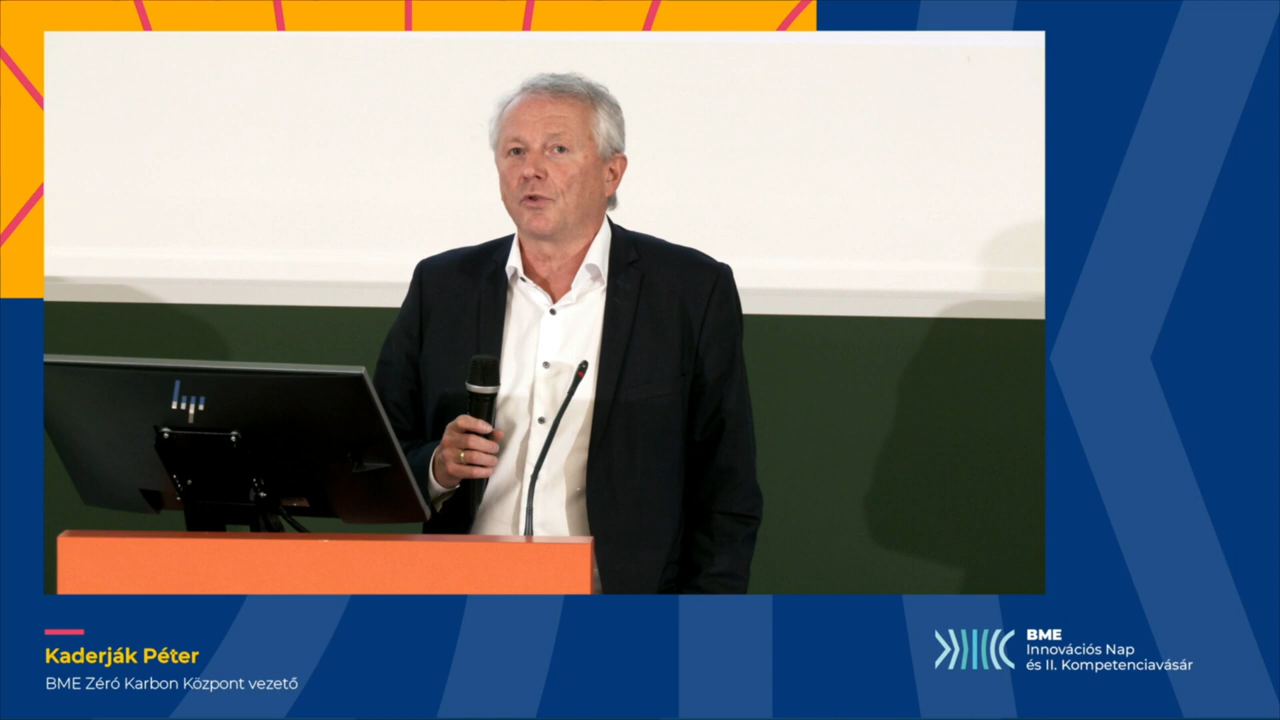 Kaderják Péter
BME Zéró Karbon Központ vezető
BME
Innovációs Nap
és II. Kompetenciavásár